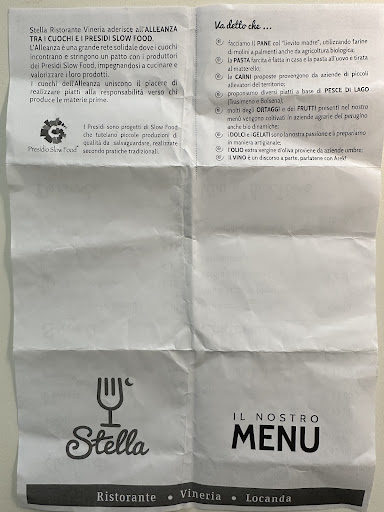 Stella Ristorante Vineria aderisce all'ALLEANZA
TRA I CUOCHI E I PRESIDI SLOW FOOD.
L'Alleanza è una grande rete solidale dove i cuochi
incontrano e stringono un patto con i produttori
dei Presidi Slow Food, impegnandosi a cucinare e
valorizzare i loro prodotti.
I cuochi dell'Alleanza uniscono il piacere di
realizzare piatti alla responsabilità verso chi
produce le materie prime.
Presidio Slow Food
I Presidi sono progetti di Slow Food
che tutelano piccole produzioni di
qualità da salvaguardare, realizzate
secondo pratiche tradizionali.
Va detto che ...
facciamo il PANE col "lievito madre", utilizzando farine
di molini a palmenti anche da agricoltura biologica;
la PASTA farcita e fatta in casa e la pasta all'uovo è tirata
al mattarello;
le CARNI proposte provengono da aziende di piccoli
allevatori del territorio;
proponiamo diversi piatti a base di PESCE DI LAGO
(Trasimeno e Bolsena);
molti degli ORTAGGI e dei FRUTTI presenti nel nostro
menù vengono coltivati in aziende agrarie del perugino
anche bio dinamiche;
i DOLCI e i GELATI sono la nostra passione e li prepariamo
in maniera artigianale;
l'OLIO extra vergine d'oliva proviene da aziende umbre;
il VINO è un discorso a parte, parlatene con
Stella
IL NOSTRO
MENU
Ristorante • Vineria • Locanda